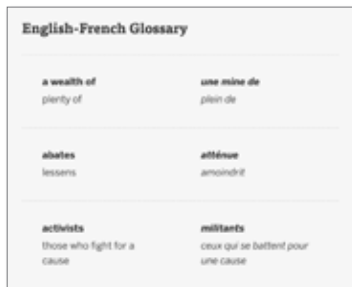 English-French Glossary
a wealth of
plenty of
une mine de
plein de
abates
lessens
atténue
amoindrit
activists
those who fight for a
cause
militants
ceux qui se battent pour
une cause